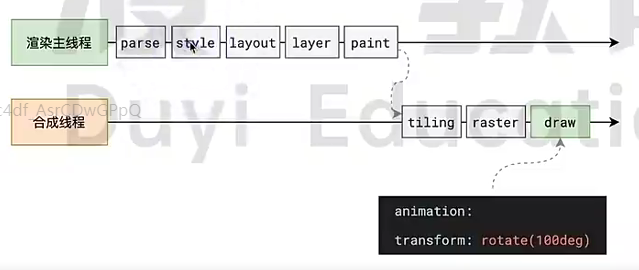 渲染主线程
parse style layout layer paint
c4df_AsrCDwGPpQ
Duyi Education
合成线程
tiling raster draw
animation:
transform: rotate(100deg)